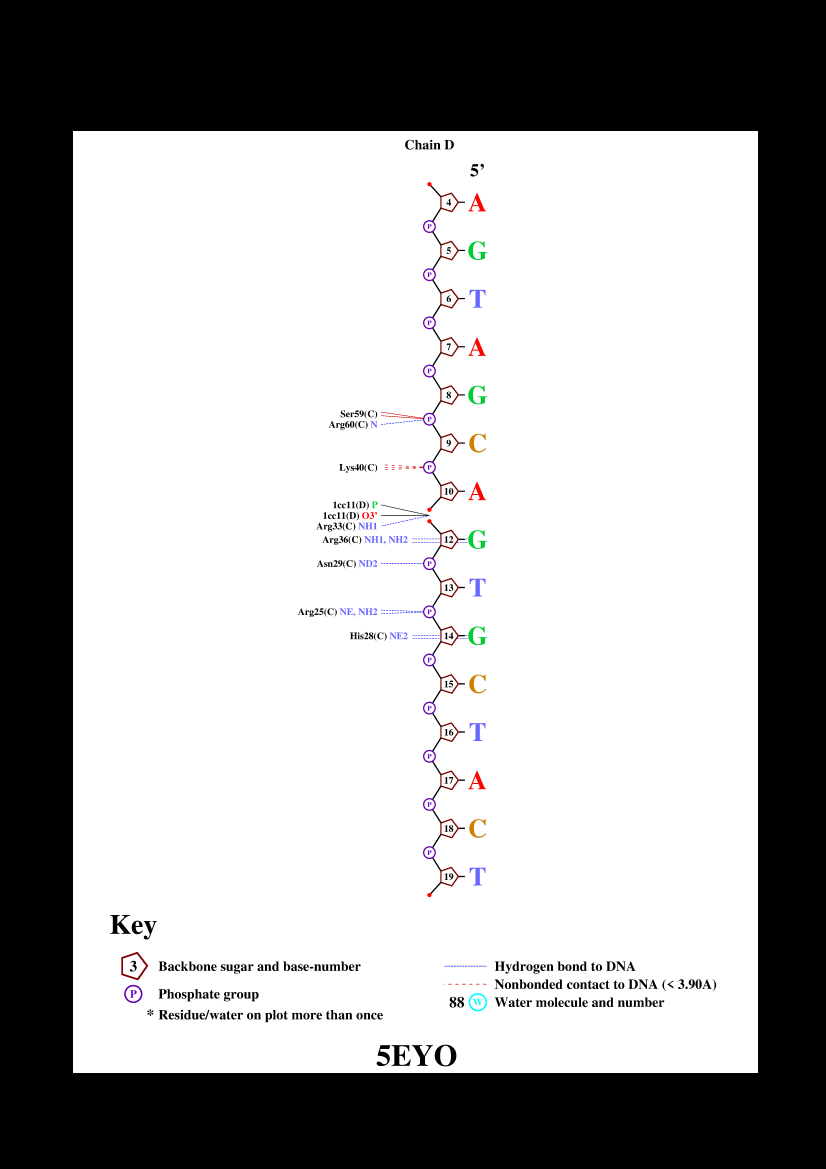 Chain D
5’
4 A
P
5 G
P
6 T
P
7 A
P
8 G
Ser59(C)
P
Arg60(C) N
9 C
Lys40(C) P
10 A
1cc11(D) P
1cc11(D) O3'
Arg33(C) NH1
Arg36(C) NH1, NH2 12 G
Asn29(C) ND2 P
13 T
Arg25(C) NE, NH2 P
His28(C) NE2 14 G
P
15 C
P
16 T
P
17 A
P
18 C
P
19 T
Key
3 Backbone sugar and base-number
P Phosphate group
* Residue/water on plot more than once
Hydrogen bond to DNA
Nonbonded contact to DNA (< 3.90A)
88 W Water molecule and number
5EYO